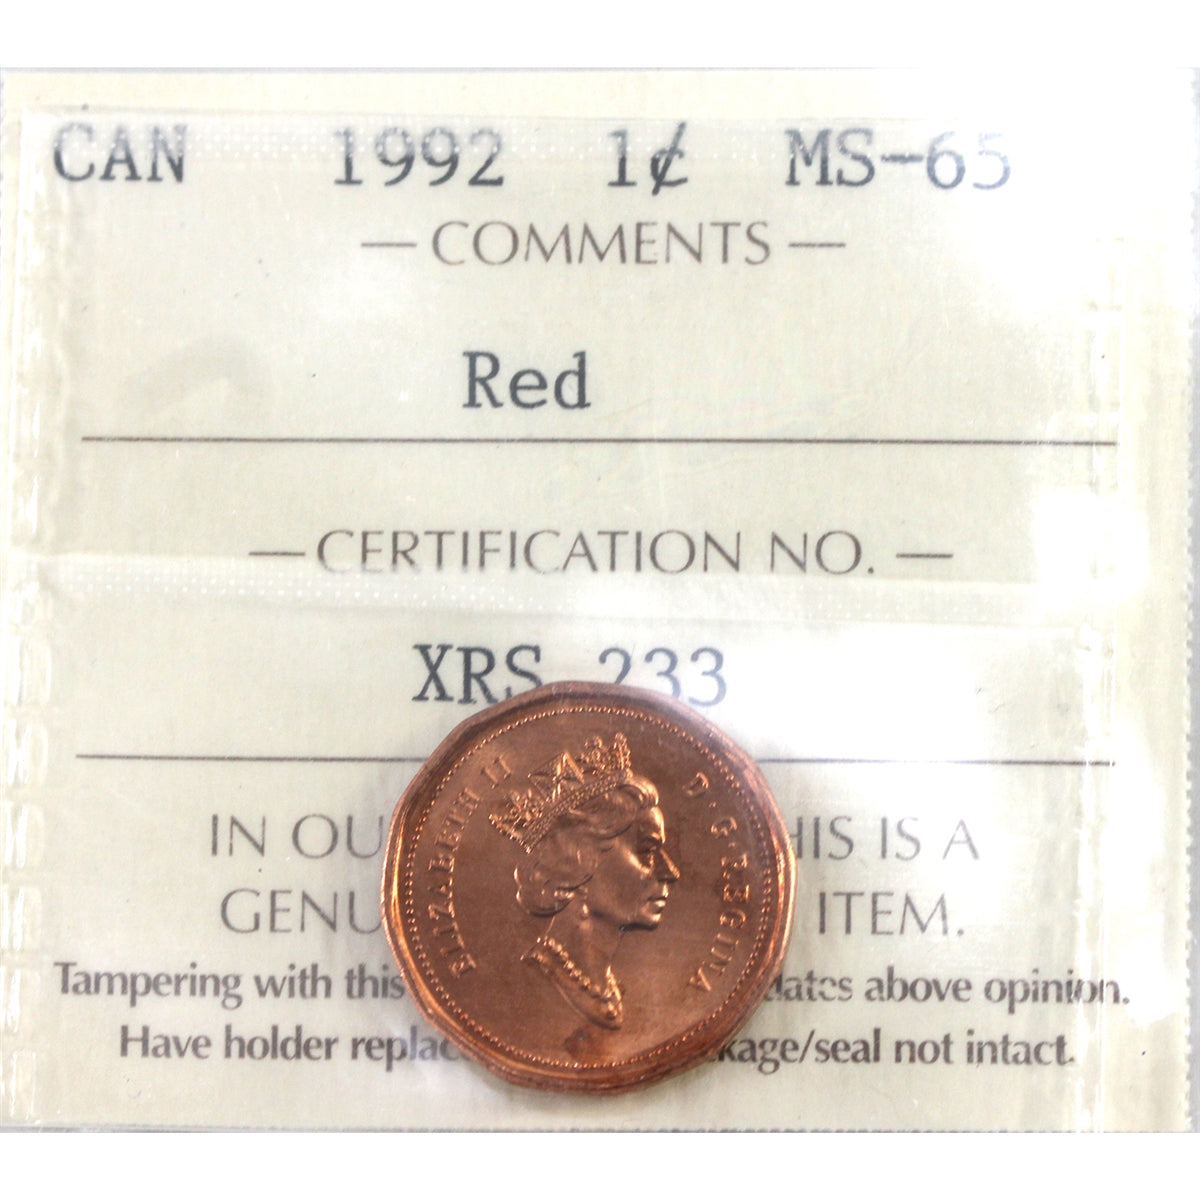 CAN 1992 1¢ MS-65
— COMMENTS —
Red
— CERTIFICATION NO. —
XRS 233
IN OU HIS IS A
GENU ITEM.
Tampering with this dates above opinion.
Have holder replac kage/seal not intact.
ELIZABETH II D·G·REGINA